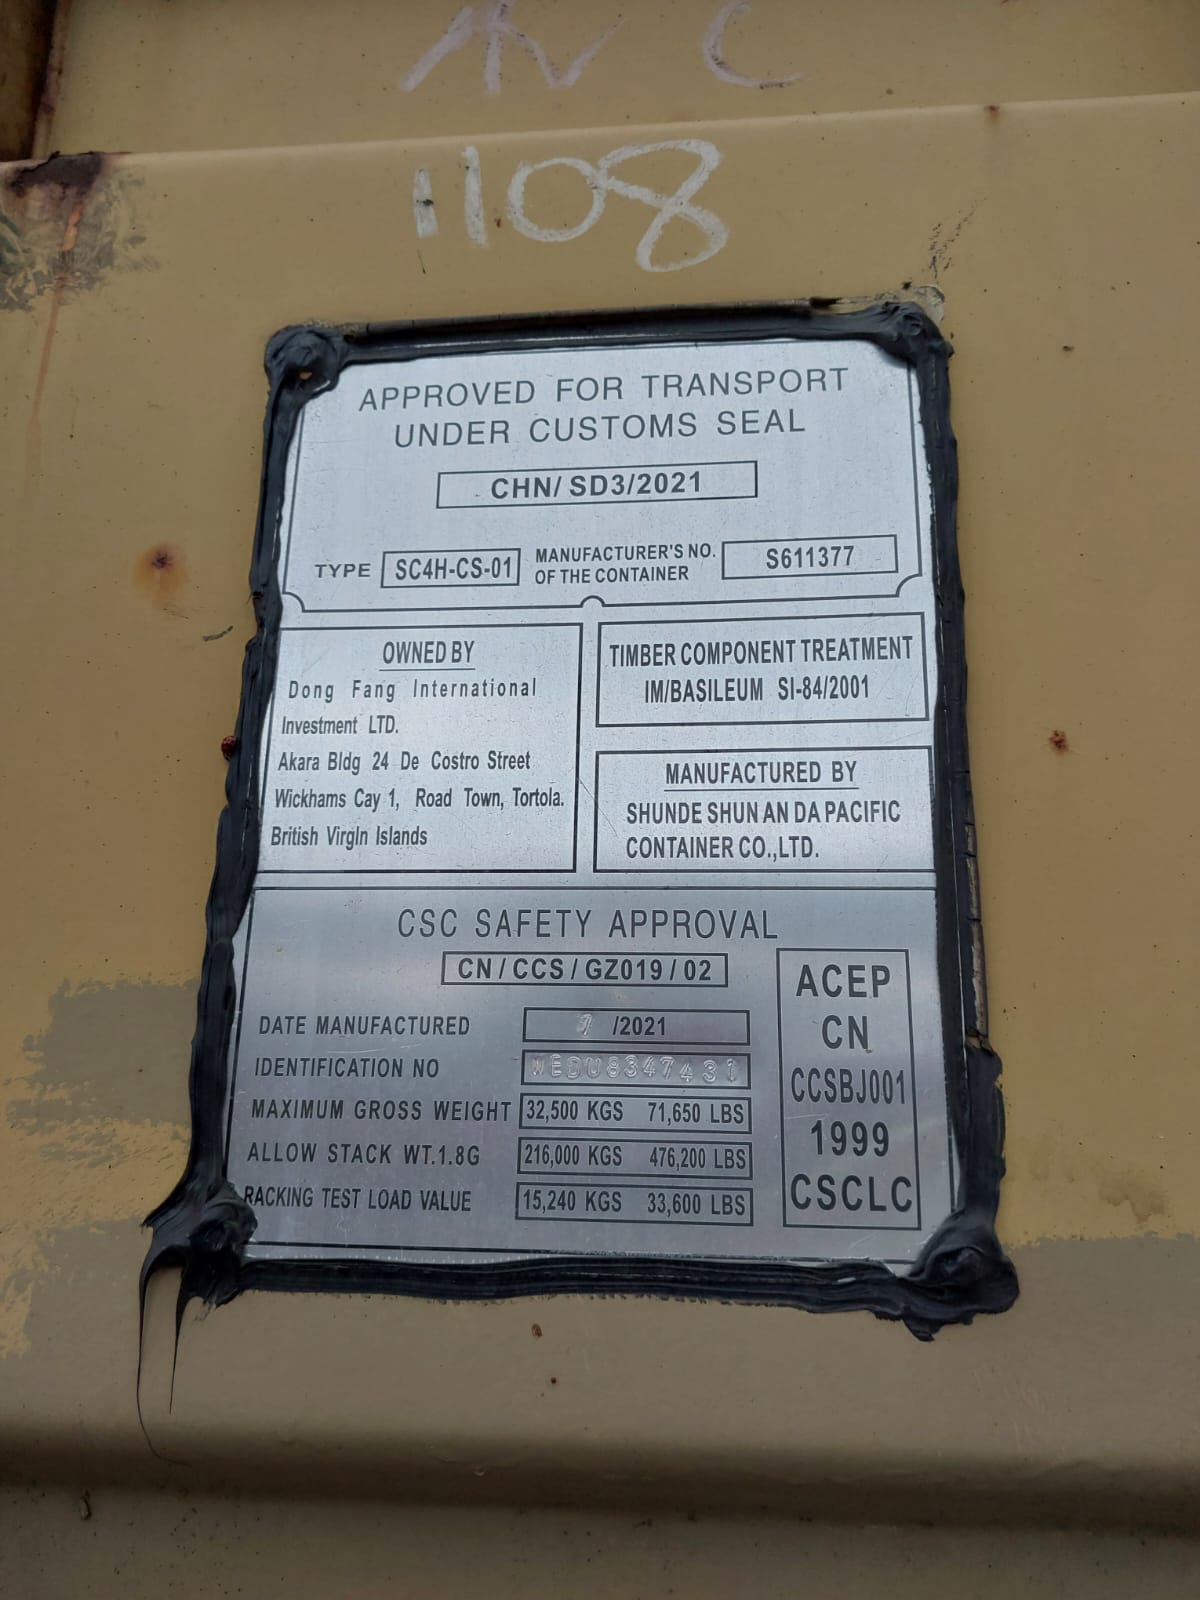 AV C
1108
APPROVED FOR TRANSPORT
UNDER CUSTOMS SEAL
CHN/ SD3/2021
TYPE SC4H-CS-01 MANUFACTURER'S NO. OF THE CONTAINER S611377
OWNED BY
Dong Fang International
Investment LTD.
Akara Bldg 24 De Costro Street
Wickhams Cay 1, Road Town, Tortola.
British Virgin Islands
TIMBER COMPONENT TREATMENT
IM/BASILEUM SI-84/2001
MANUFACTURED BY
SHUNDE SHUN AN DA PACIFIC
CONTAINER CO.,LTD.
CSC SAFETY APPROVAL
CN / CCS / GZ019 / 02
DATE MANUFACTURED /2021
IDENTIFICATION NO
MAXIMUM GROSS WEIGHT 32,500 KGS 71,650 LBS
ALLOW STACK WT.1.8G 216,000 KGS 476,200 LBS
RACKING TEST LOAD VALUE 15,240 KGS 33,600 LBS
ACEP
CN
CCSBJ001
1999
CSCLC